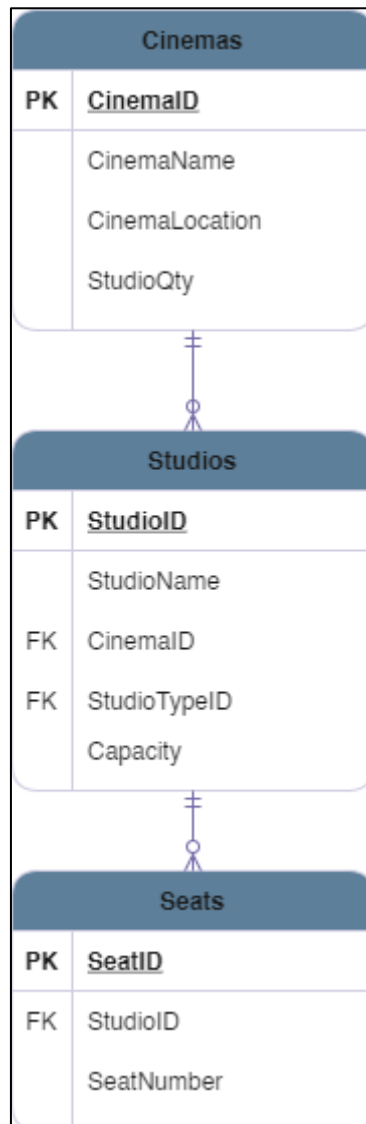 Cinemas
PK CinemaID
CinemaName
CinemaLocation
StudioQty
Studios
PK StudioID
StudioName
FK CinemaID
FK StudioTypeID
Capacity
Seats
PK SeatID
FK StudioID
SeatNumber